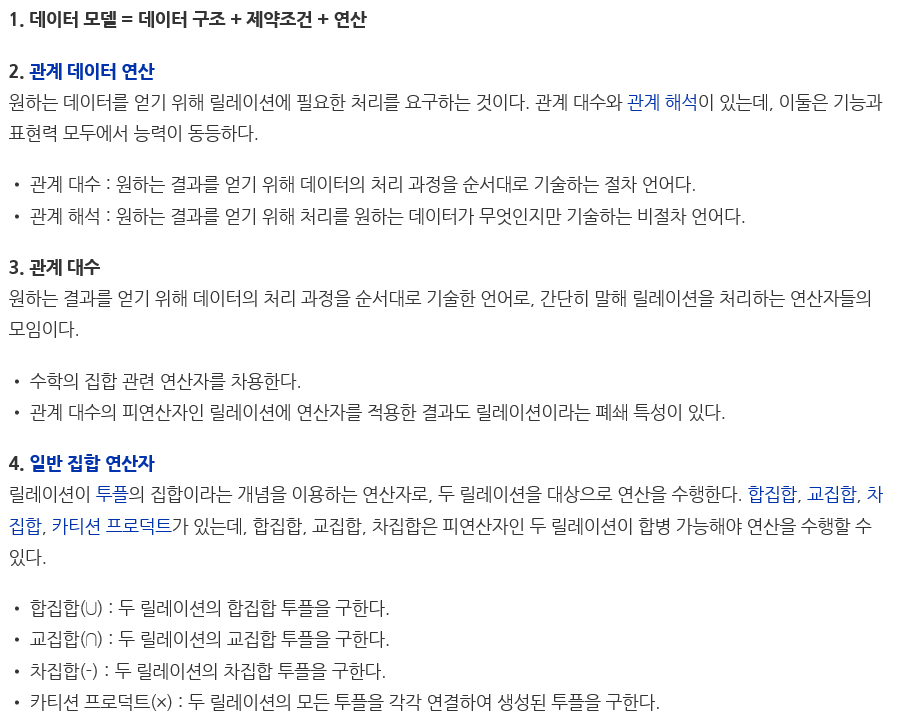 1. 데이터 모델 = 데이터 구조 + 제약조건 + 연산
2. 관계 데이터 연산
원하는 데이터를 얻기 위해 릴레이션에 필요한 처리를 요구하는 것이다. 관계 대수와 관계 해석이 있는데, 이둘은 기능과
표현력 모두에서 능력이 동등하다.
• 관계 대수 : 원하는 결과를 얻기 위해 데이터의 처리 과정을 순서대로 기술하는 절차 언어다.
• 관계 해석 : 원하는 결과를 얻기 위해 처리를 원하는 데이터가 무엇인지만 기술하는 비절차 언어다.
3. 관계 대수
원하는 결과를 얻기 위해 데이터의 처리 과정을 순서대로 기술한 언어로, 간단히 말해 릴레이션을 처리하는 연산자들의
모임이다.
• 수학의 집합 관련 연산자를 차용한다.
• 관계 대수의 피연산자인 릴레이션에 연산자를 적용한 결과도 릴레이션이라는 폐쇄 특성이 있다.
4. 일반 집합 연산자
릴레이션이 투플의 집합이라는 개념을 이용하는 연산자로, 두 릴레이션을 대상으로 연산을 수행한다. 합집합, 교집합, 차
집합, 카티션 프로덕트가 있는데, 합집합, 교집합, 차집합은 피연산자인 두 릴레이션이 합병 가능해야 연산을 수행할 수
있다.
• 합집합(∪) : 두 릴레이션의 합집합 투플을 구한다.
• 교집합(∩) : 두 릴레이션의 교집합 투플을 구한다.
• 차집합(-) : 두 릴레이션의 차집합 투플을 구한다.
• 카티션 프로덕트(×) : 두 릴레이션의 모든 투플을 각각 연결하여 생성된 투플을 구한다.